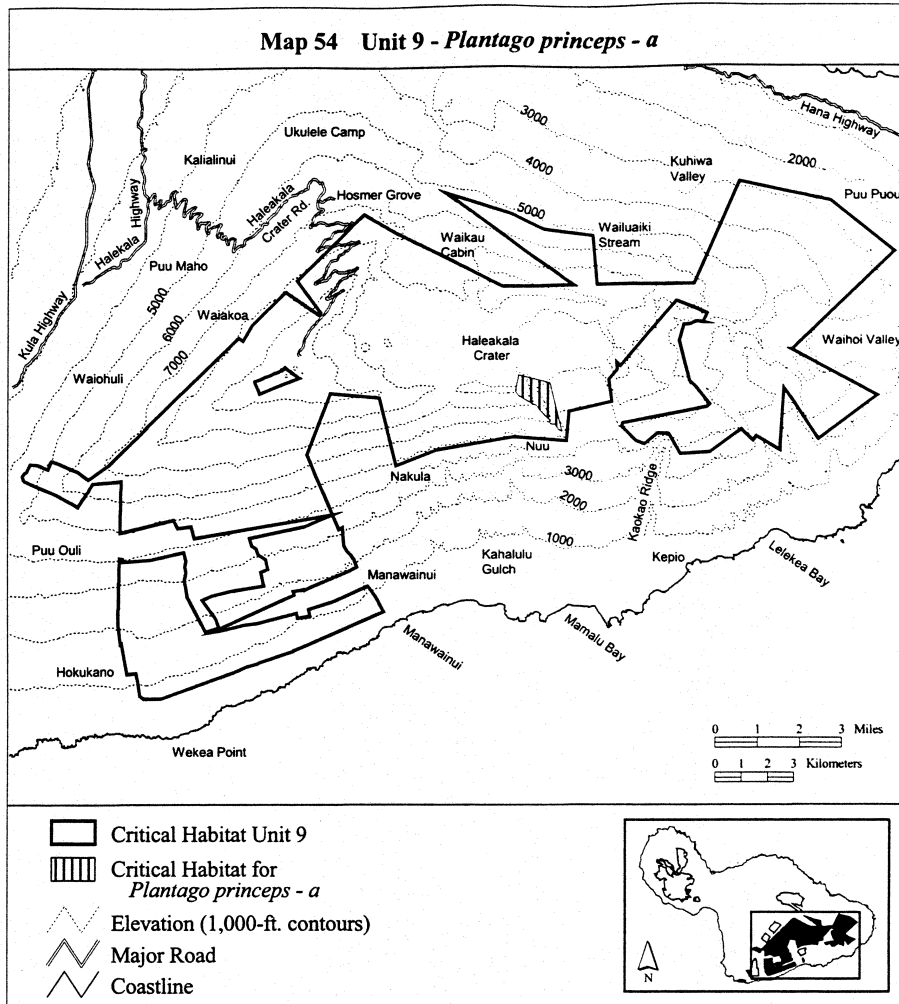 Map 54 Unit 9 - Plantago princeps - a
Hana Highway
3000
Ukulele Camp
Kalialinui
4000
Kuhiwa
Valley
2000
Halekala
Highway
Haleakala
Crater Rd.
Hosmer Grove
Puu Puou
5000
Waikau
Cabin
Wailuaiki
Stream
Puu Maho
5000
6000
7000
Kula Highway
Waiakoa
Haleakala
Crater
Waihoi Valley
Waiohuli
Nuu
Nakula
3000
2000
1000
Kaokao Ridge
Puu Ouli
Manawainui
Kahalulu
Gulch
Kepio
Lelekea Bay
Mamalu Bay
Manawainui
Hokukano
Wekea Point
0 1 2 3 Miles
0 1 2 3 Kilometers
Critical Habitat Unit 9
Critical Habitat for
Plantago princeps - a
Elevation (1,000-ft. contours)
Major Road
Coastline
N